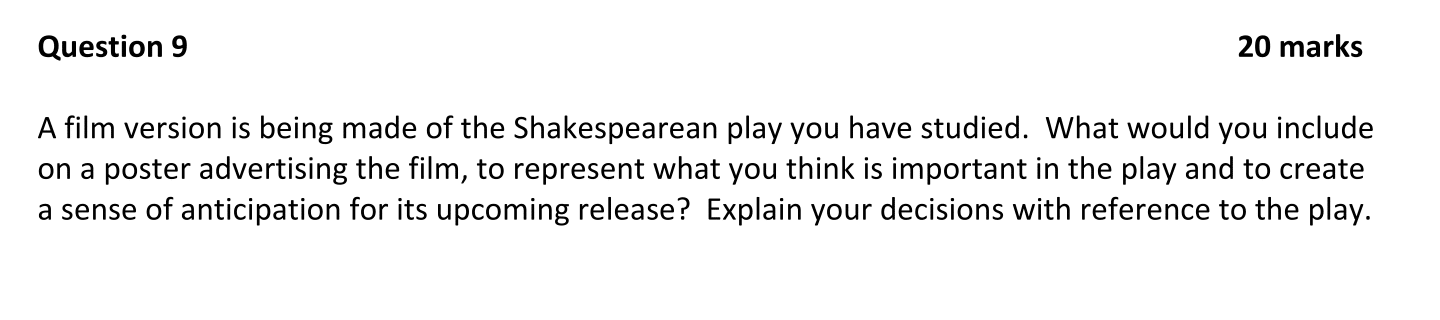 Question 9 20 marks
A film version is being made of the Shakespearean play you have studied.  What would you include
on a poster advertising the film, to represent what you think is important in the play and to create
a sense of anticipation for its upcoming release?  Explain your decisions with reference to the play.